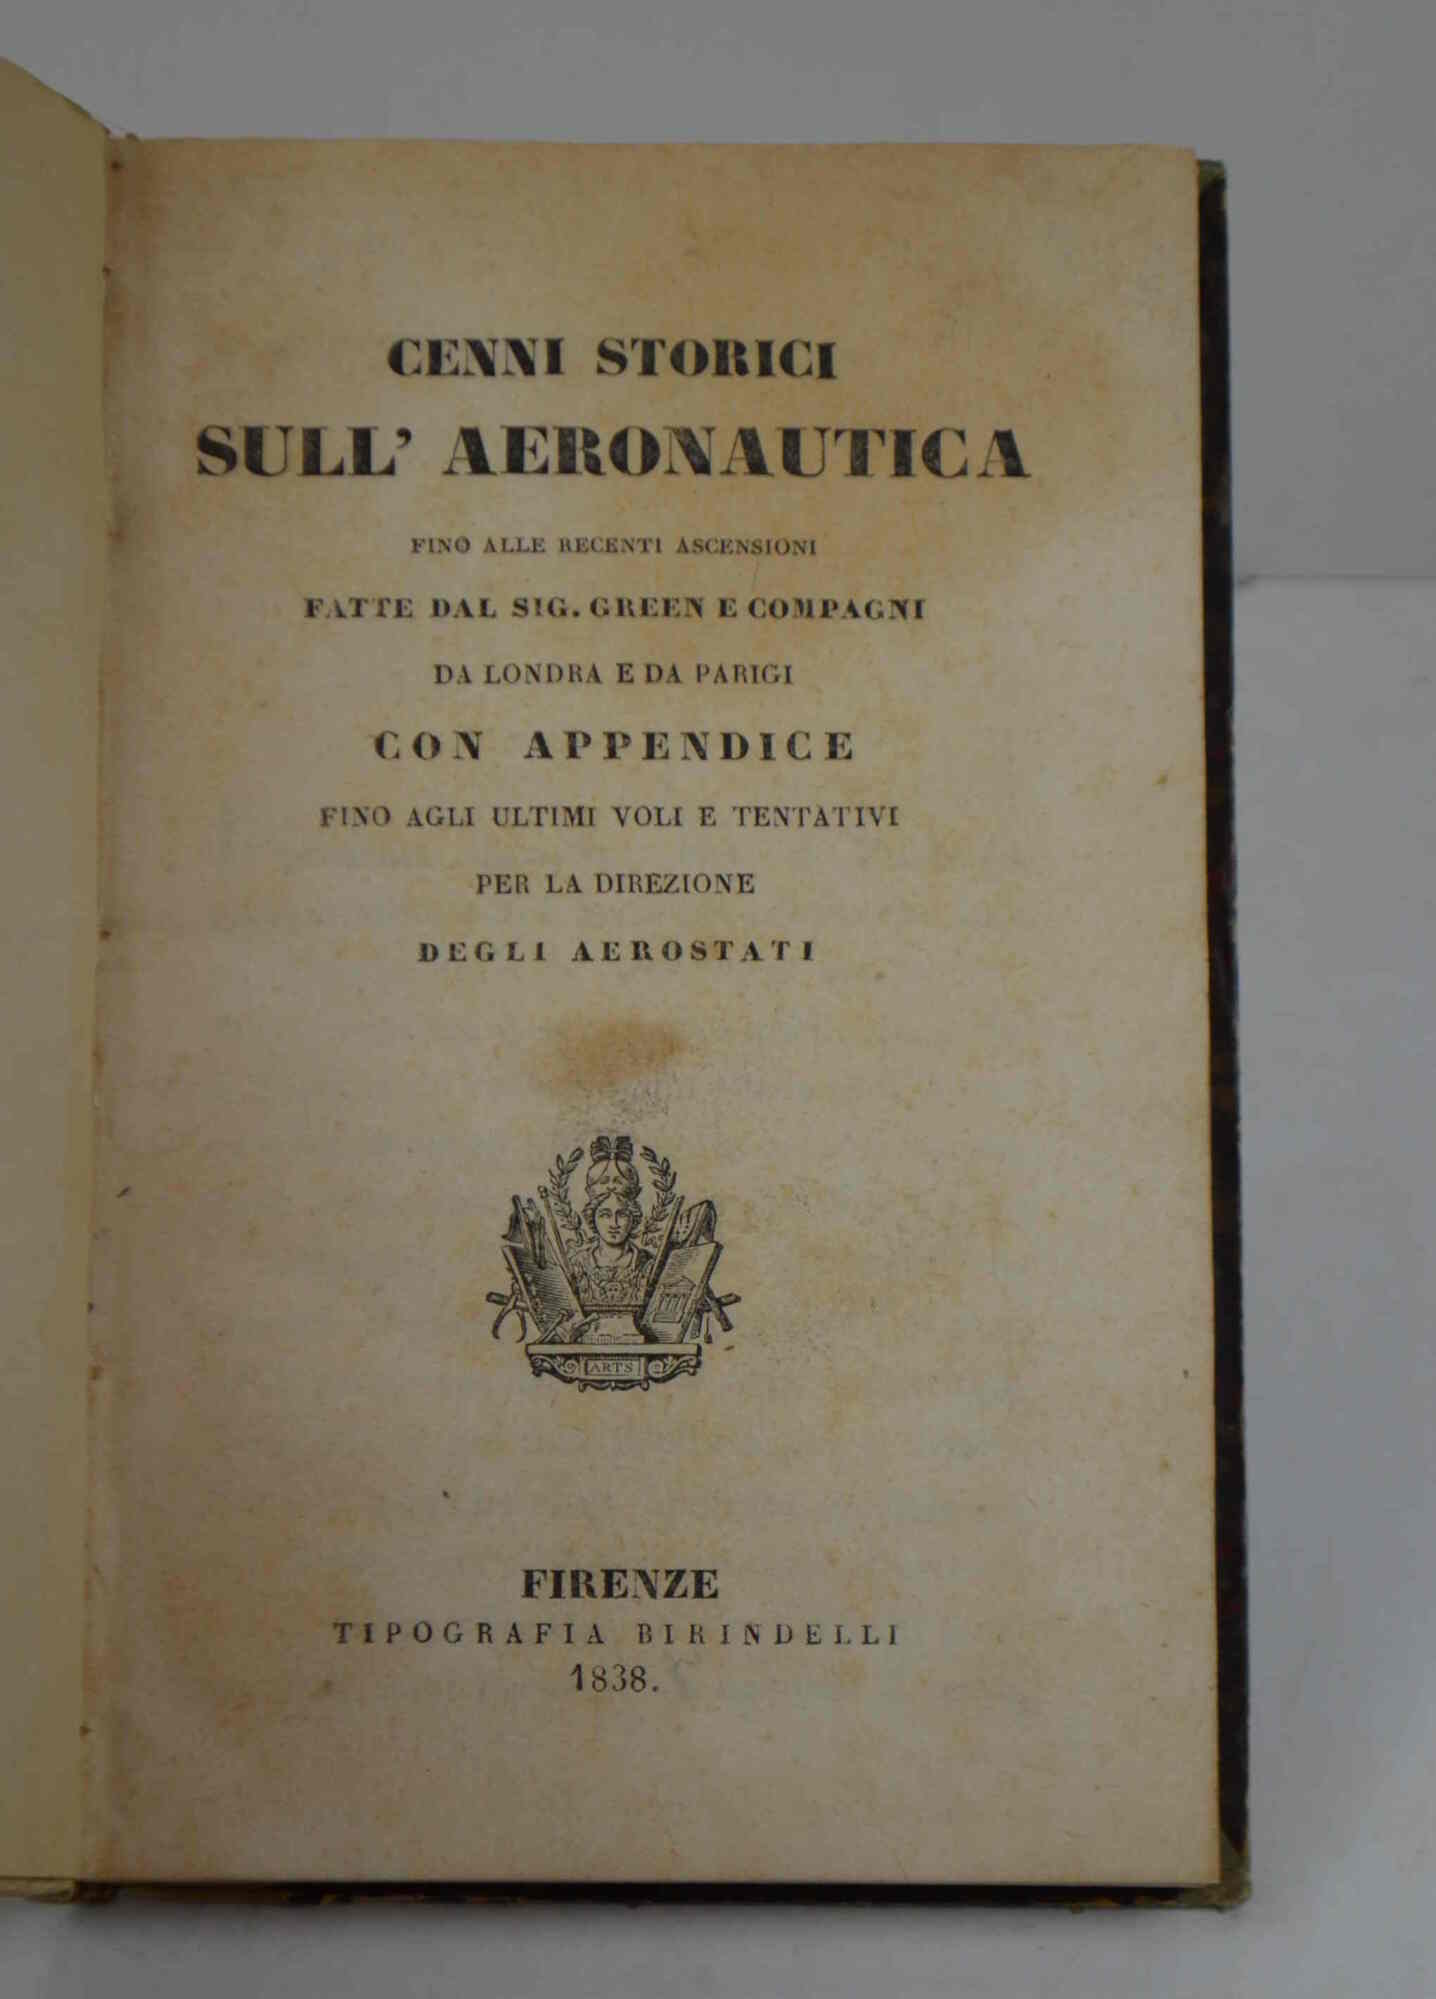 CENNI STORICI
SULL' AERONAUTICA
FINO ALLE RECENTI ASCENSIONI
FATTE DAL SIG. GREEN E COMPAGNI
DA LONDRA E DA PARIGI
CON APPENDICE
FINO AGLI ULTIMI VOLI E TENTATIVI
PER LA DIREZIONE
DEGLI AEROSTATI
ARTS
FIRENZE
TIPOGRAFIA BIRINDELLI
1838.